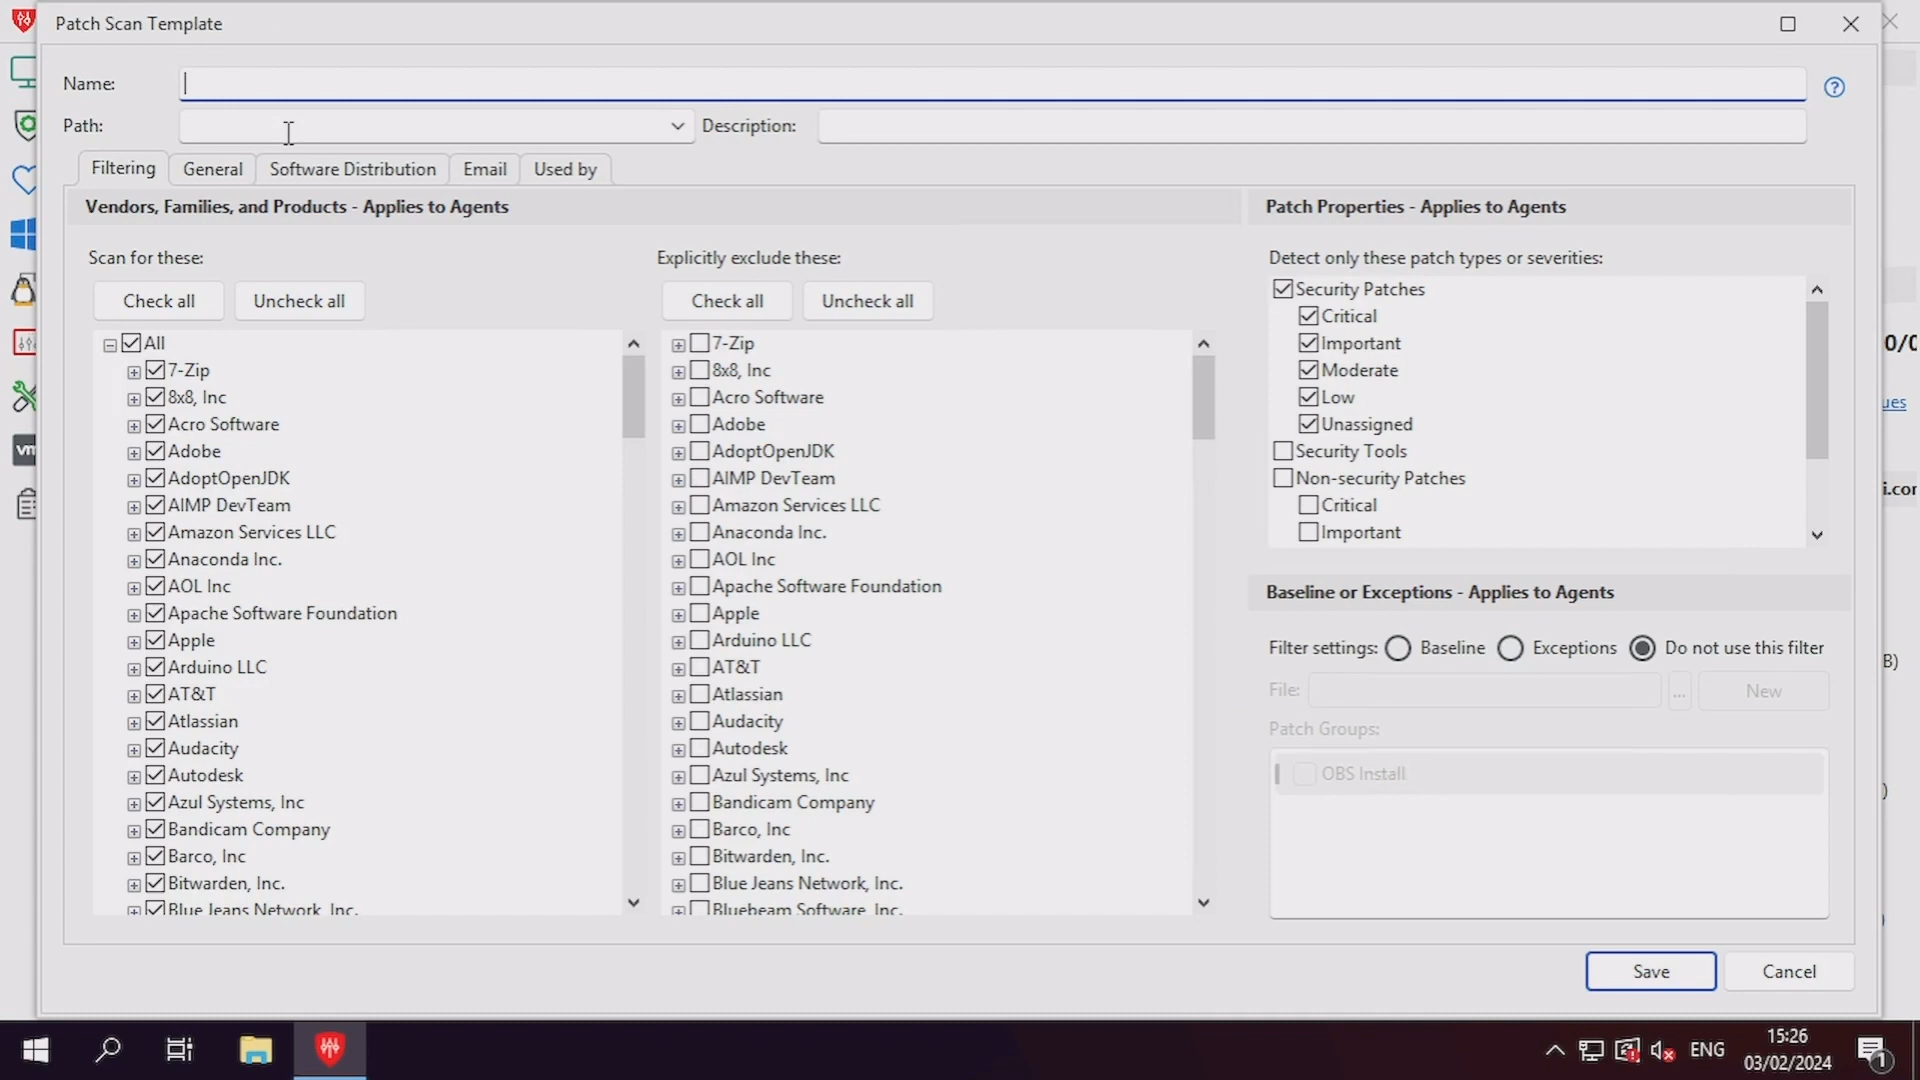 Patch Scan Template
Name:
Path:
Description:
Filtering
General
Software Distribution
Email
Used by
Vendors, Families, and Products - Applies to Agents
Scan for these:
Check all
Uncheck all
All
7-Zip
8x8, Inc
Acro Software
Adobe
AdoptOpenJDK
AIMP DevTeam
Amazon Services LLC
Anaconda Inc.
AOL Inc
Apache Software Foundation
Apple
Arduino LLC
AT&T
Atlassian
Audacity
Autodesk
Azul Systems, Inc
Bandicam Company
Barco, Inc
Bitwarden, Inc.
Blue Jeans Network, Inc.
Explicitly exclude these:
Check all
Uncheck all
7-Zip
8x8, Inc
Acro Software
Adobe
AdoptOpenJDK
AIMP DevTeam
Amazon Services LLC
Anaconda Inc.
AOL Inc
Apache Software Foundation
Apple
Arduino LLC
AT&T
Atlassian
Audacity
Autodesk
Azul Systems, Inc
Bandicam Company
Barco, Inc
Bitwarden, Inc.
Blue Jeans Network, Inc.
Bluebeam Software, Inc.
Patch Properties - Applies to Agents
Detect only these patch types or severities:
Security Patches
Critical
Important
Moderate
Low
Unassigned
Security Tools
Non-security Patches
Critical
Important
Baseline or Exceptions - Applies to Agents
Filter settings: Baseline Exceptions Do not use this filter
File:
...
New
Patch Groups:
OBS Install
Save
Cancel
0/0
ues
i.cor
B)
)
vm
ENG
15:26
03/02/2024
1